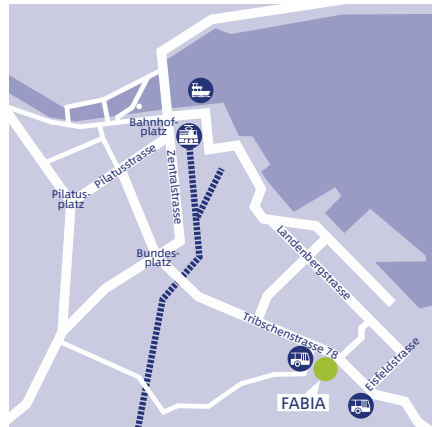 Bahnhof-
platz
Pilatusstrasse
Zentralstrasse
Pilatus-
platz
Landenbergstrasse
Bundes-
platz
Tribschenstrasse 78
Eisfeldstrasse
FABIA